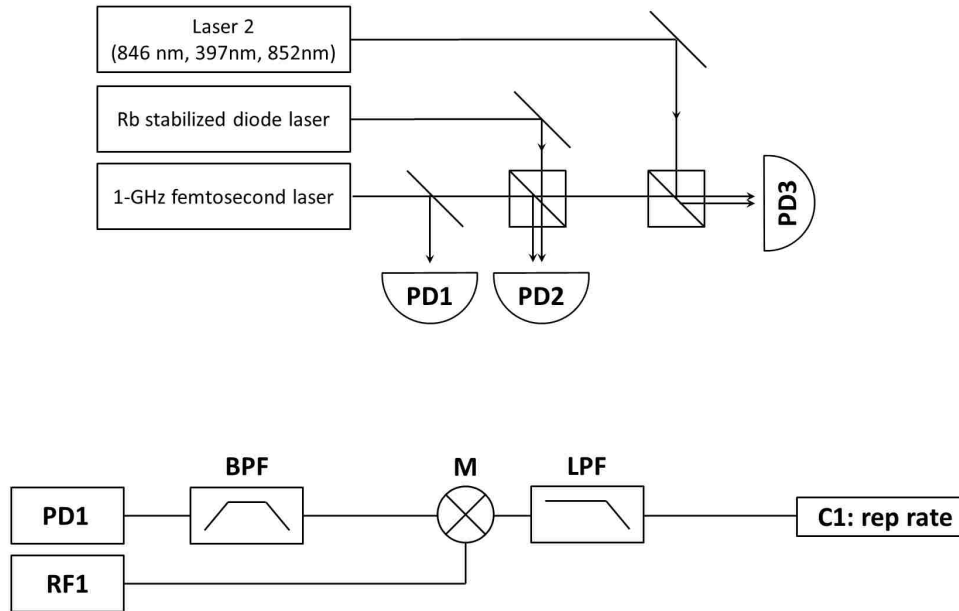 Laser 2
(846 nm, 397nm, 852nm)
Rb stabilized diode laser
1-GHz femtosecond laser
PD1
PD2
PD3
BPF
M
LPF
PD1
C1: rep rate
RF1